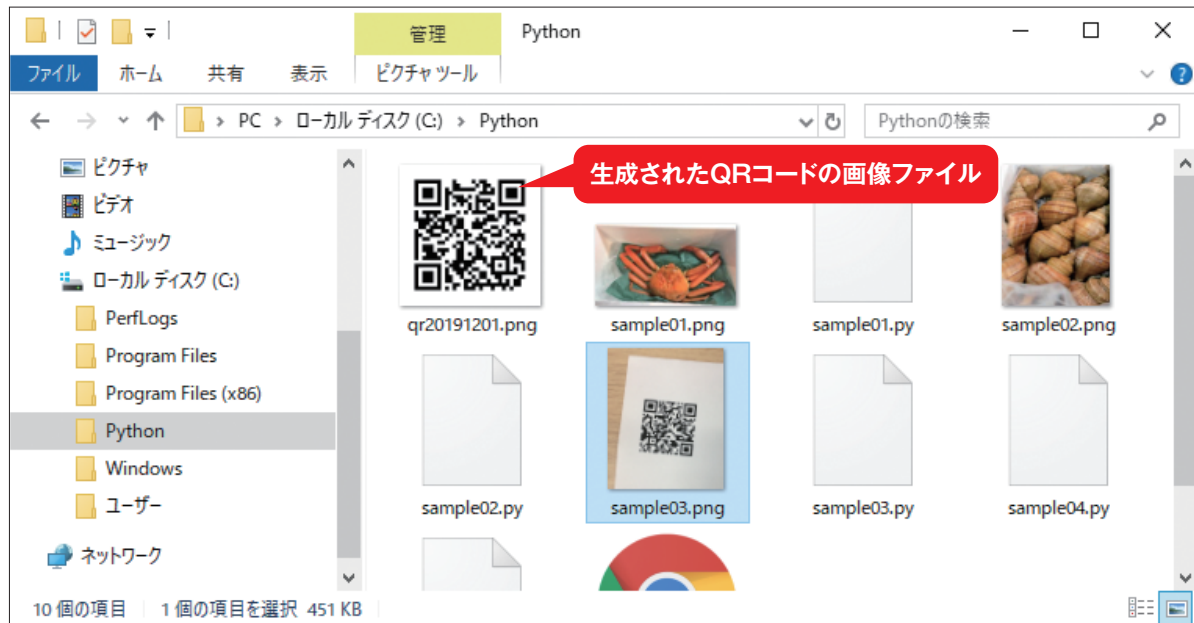 管理 Python
ファイル ホーム 共有 表示 ピクチャ ツール
PC > ローカル ディスク (C:) > Python
Pythonの検索
ピクチャ
ビデオ
ミュージック
ローカル ディスク (C:)
PerfLogs
Program Files
Program Files (x86)
Python
Windows
ユーザー
ネットワーク
生成されたQRコードの画像ファイル
qr20191201.png sample01.png sample01.py sample02.png
sample02.py sample03.png sample03.py sample04.py
10 個の項目 1 個の項目を選択 451 KB